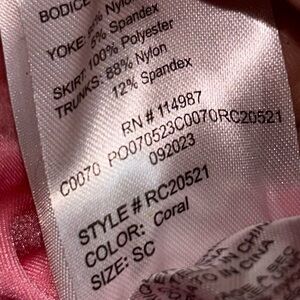 BODICE
YOKE: Nylon
5% Spandex
SKIRT: 100% Polyester
TRUNKS: 88% Nylon
12% Spandex
RN # 114987
C0070 PO070523C0070RC20521
092023
STYLE # RC20521
COLOR: Coral
SIZE: SC